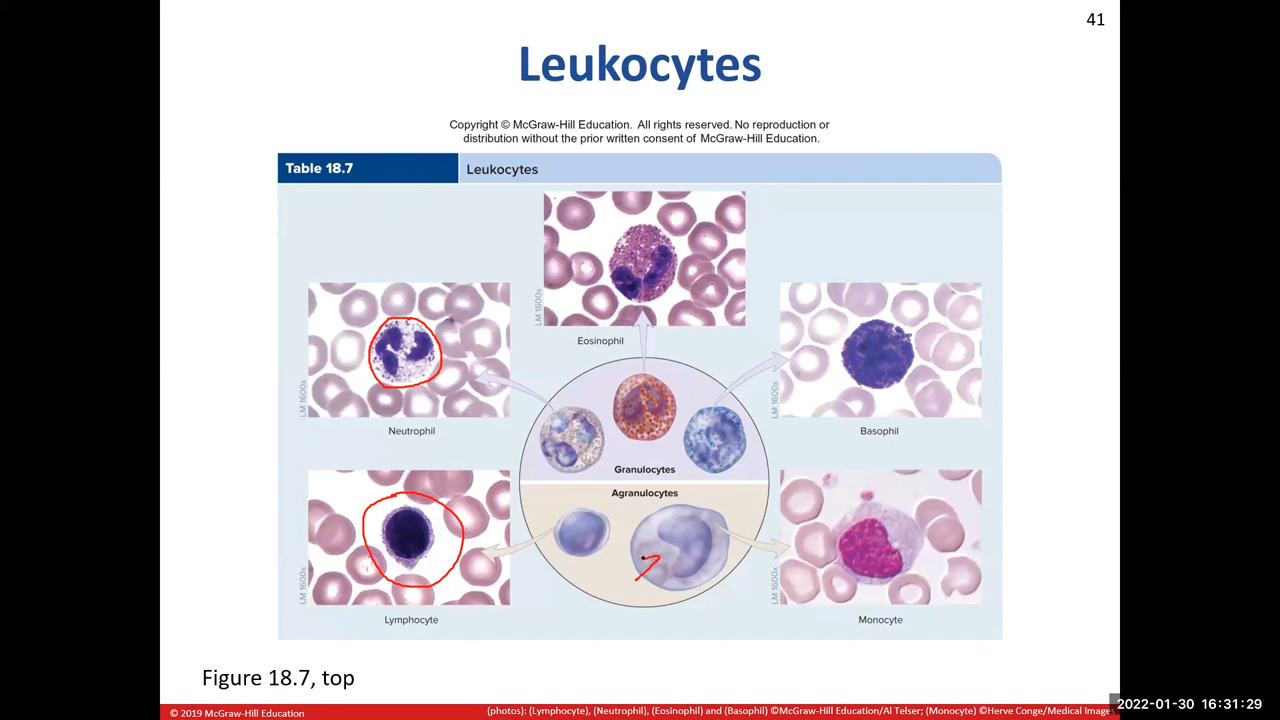 41
Leukocytes
Copyright © McGraw-Hill Education. All rights reserved. No reproduction or
distribution without the prior written consent of McGraw-Hill Education.
Table 18.7
Leukocytes
LM 1600x
Eosinophil
LM 1600x
Neutrophil
LM 1600x
Basophil
Granulocytes
Agranulocytes
LM 1600x
Lymphocyte
LM 1600x
Monocyte
Figure 18.7, top
© 2019 McGraw-Hill Education
(photos): (Lymphocyte), (Neutrophil), (Eosinophil) and (Basophil) ©McGraw-Hill Education/Al Telser; (Monocyte) ©Herve Conge/Medical Images
2022-01-30 16:31:29